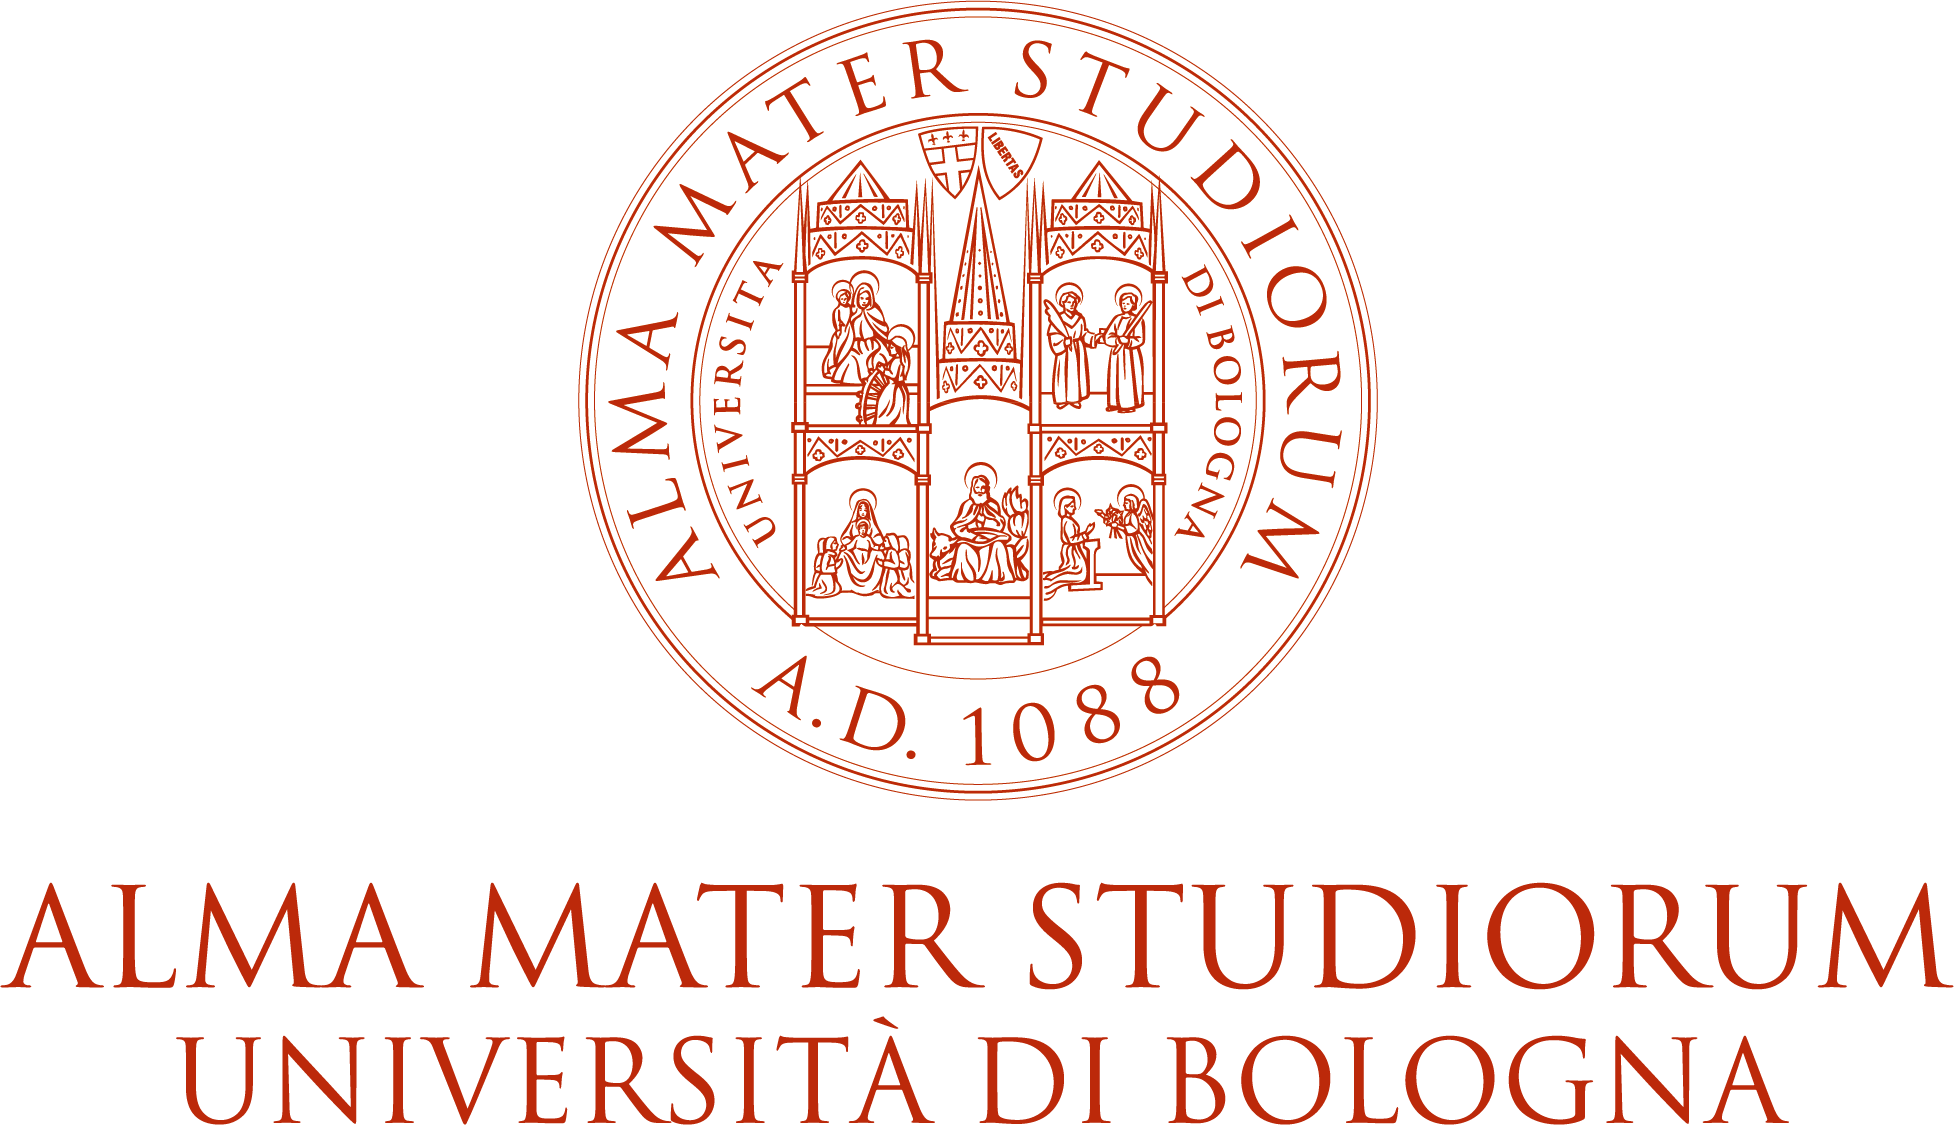 ALMA MATER STUDIORUM
LIBERTAS
UNIVERSITA DI BOLOGNA
A.D. 1088
ALMA MATER STUDIORUM
UNIVERSITÀ DI BOLOGNA